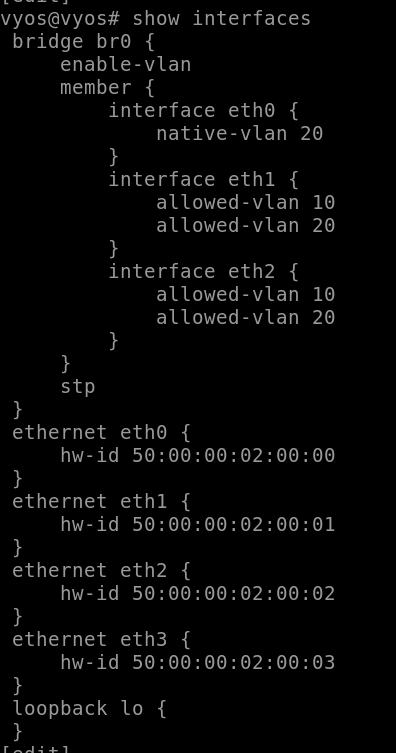 [edit]
vyos@vyos# show interfaces
 bridge br0 {
     enable-vlan
     member {
         interface eth0 {
             native-vlan 20
         }
         interface eth1 {
             allowed-vlan 10
             allowed-vlan 20
         }
         interface eth2 {
             allowed-vlan 10
             allowed-vlan 20
         }
     }
     stp
 }
 ethernet eth0 {
     hw-id 50:00:00:02:00:00
 }
 ethernet eth1 {
     hw-id 50:00:00:02:00:01
 }
 ethernet eth2 {
     hw-id 50:00:00:02:00:02
 }
 ethernet eth3 {
     hw-id 50:00:00:02:00:03
 }
 loopback lo {
 }
[edit]